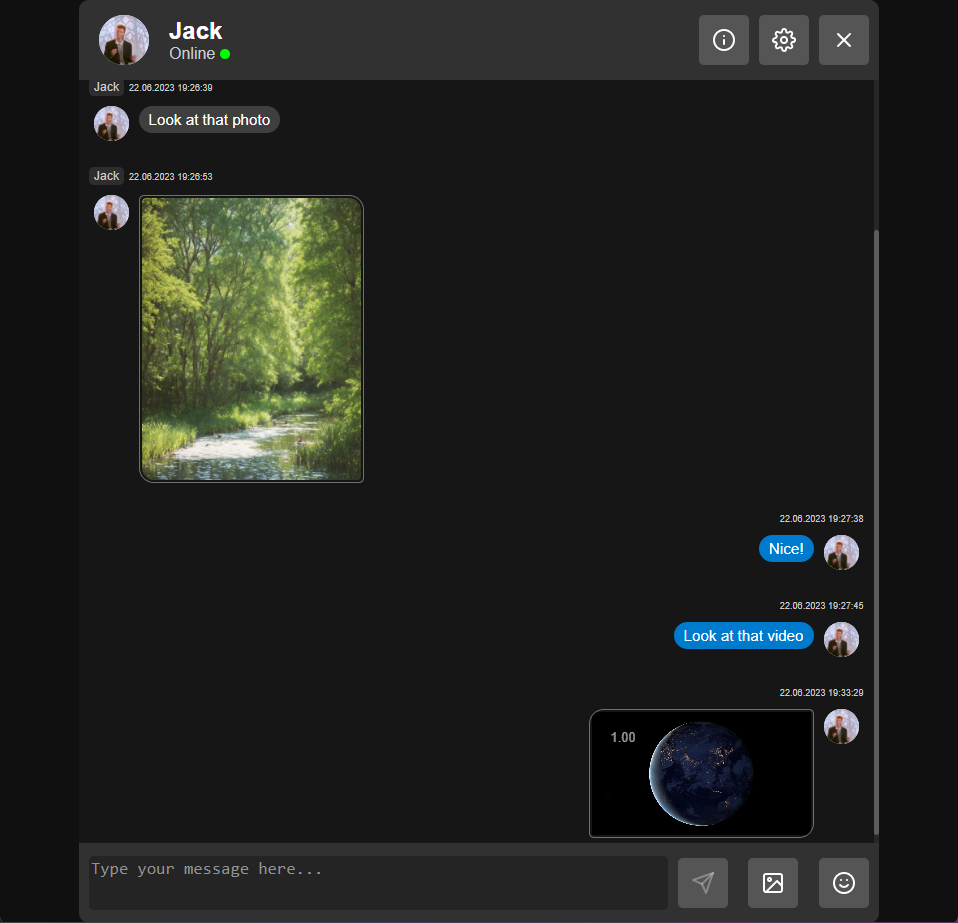 Jack
Online
Jack 22.06.2023 19:26:39
Look at that photo
Jack 22.06.2023 19:26:53
22.06.2023 19:27:38
Nice!
22.06.2023 19:27:45
Look at that video
22.06.2023 19:33:29
1.00
Type your message here...